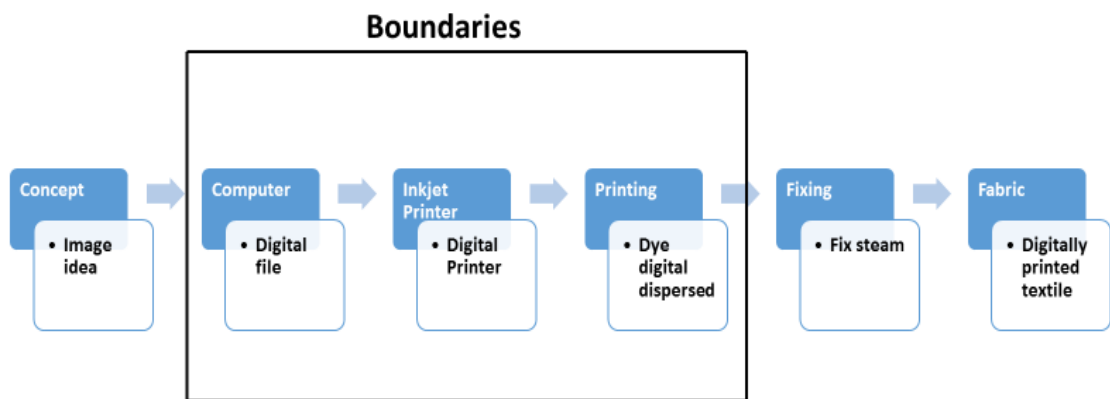 Boundaries
Concept
• Image
idea
Computer
• Digital
file
Inkjet
Printer
• Digital
Printer
Printing
• Dye
digital
dispersed
Fixing
• Fix steam
Fabric
• Digitally
printed
textile